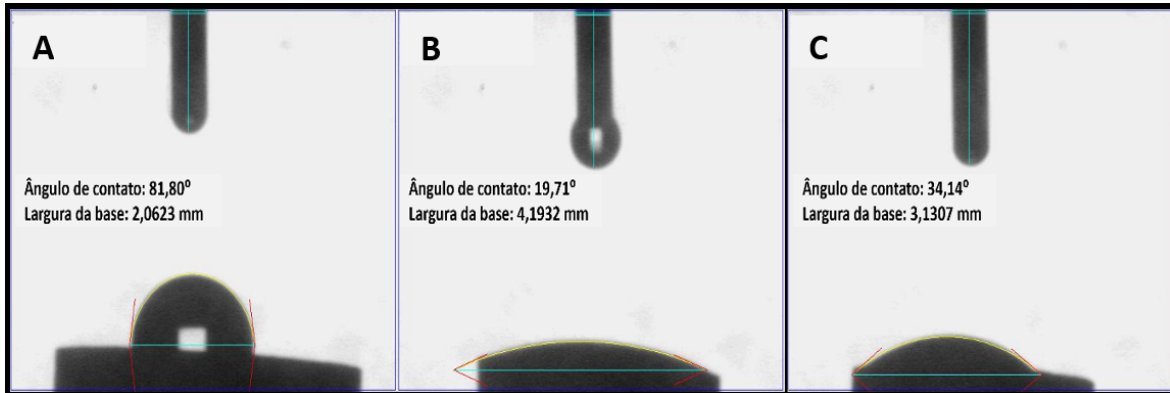 A
Ângulo de contato: 81,80º
Largura da base: 2,0623 mm
B
Ângulo de contato: 19,71º
Largura da base: 4,1932 mm
C
Ângulo de contato: 34,14º
Largura da base: 3,1307 mm